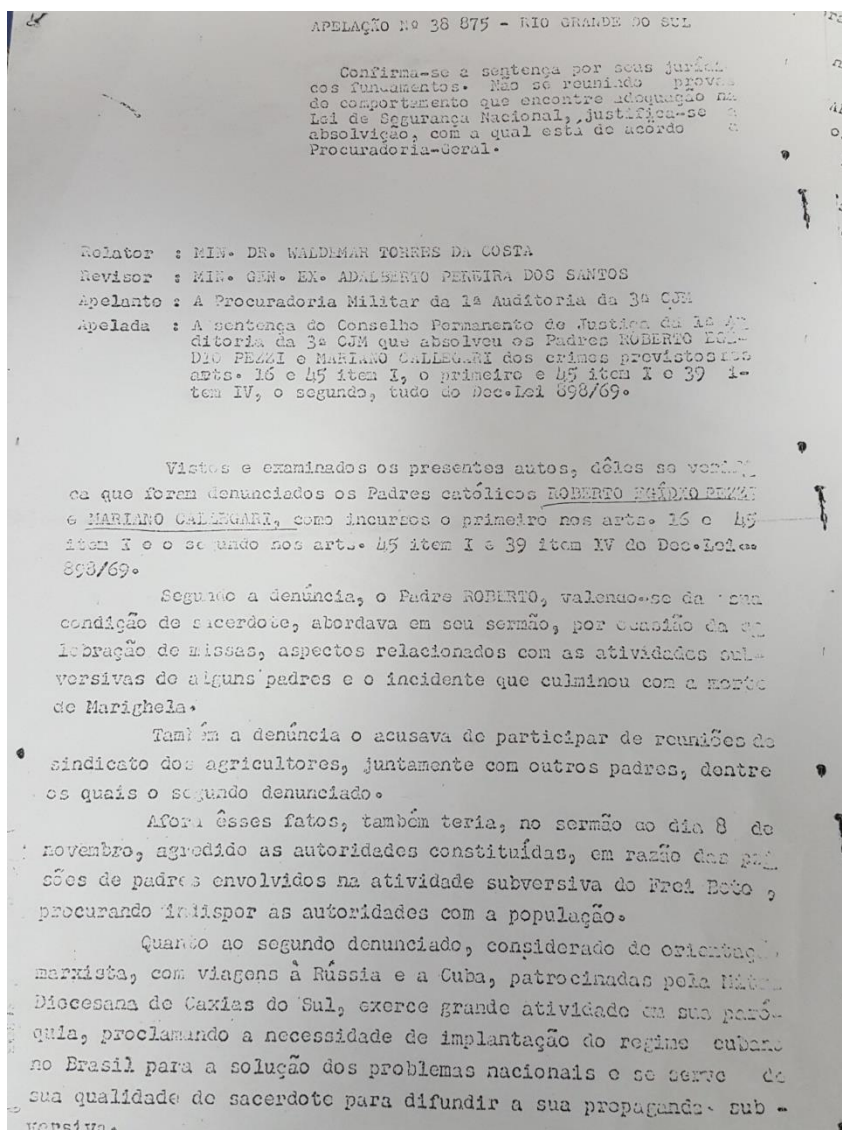 APELAÇÃO Nº 38 875 - RIO GRANDE DO SUL
Confirma-se a sentença por seus jurídi-
cos fundamentos. Não se reunindo provas
de comportamento que encontre adequação na
Lei de Segurança Nacional, justifica-se a
absolvição, com a qual está de acordo a
Procuradoria-Geral.
Relator : MIN. DR. WALDEMAR TORRES DA COSTA
Revisor : MIN. GEN. EX. ADALBERTO PEREIRA DOS SANTOS
Apelante : A Procuradoria Militar da 1ª Auditoria da 3ª CJM
Apelada : A sentença do Conselho Permanente de Justiça da 1ª Au
ditoria da 3ª CJM que absolveu os Padres ROBERTO EGÍ-
DIO PEZZI e MARIANO CALLEGARI dos crimes previstos nos
arts. 16 e 45 item I, o primeiro e 45 item I e 39 i-
tem IV, o segundo, tudo do Dec.Lei 898/69.
Vistos e examinados os presentes autos, dêles se verifi
ca que foram denunciados os Padres católicos ROBERTO EGÍDIO PEZZI
e MARIANO CALLEGARI, como incursos o primeiro nos arts. 16 e 45
item I e o segundo nos arts. 45 item I e 39 item IV do Dec.Lei-
898/69.
Segundo a denúncia, o Padre ROBERTO, valendo-se da sua
condição de sacerdote, abordava em seu sermão, por ocasião da ce
lebração de missas, aspectos relacionados com as atividades sub-
versivas de alguns padres e o incidente que culminou com a morte
de Marighela.
Também a denúncia o acusava de participar de reuniões do
sindicato dos agricultores, juntamente com outros padres, dentre
os quais o segundo denunciado.
Afora êsses fatos, também teria, no sermão do dia 8 de
novembro, agredido as autoridades constituídas, em razão das pri
sões de padres envolvidos na atividade subversiva do Frei Beto ,
procurando indispor as autoridades com a população.
Quanto ao segundo denunciado, considerado de orientação
marxista, com viagens à Rússia e a Cuba, patrocinadas pela Mitra
Diocesana de Caxias do Sul, exerce grande atividade em sua paró-
quia, proclamando a necessidade de implantação do regime cubano
no Brasil para a solução dos problemas nacionais e se serve de
sua qualidade de sacerdote para difundir a sua propaganda sub -
versiva.